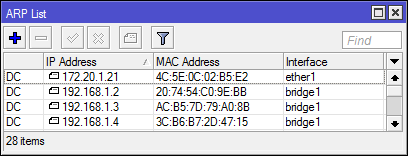 ARP List
Find
IP Address MAC Address Interface
DC 172.20.1.21 4C:5E:0C:02:B5:E2 ether1
DC 192.168.1.2 20:74:54:C0:9E:BB bridge1
DC 192.168.1.3 AC:B5:7D:79:A0:8B bridge1
DC 192.168.1.4 3C:B6:B7:2D:47:15 bridge1
28 items